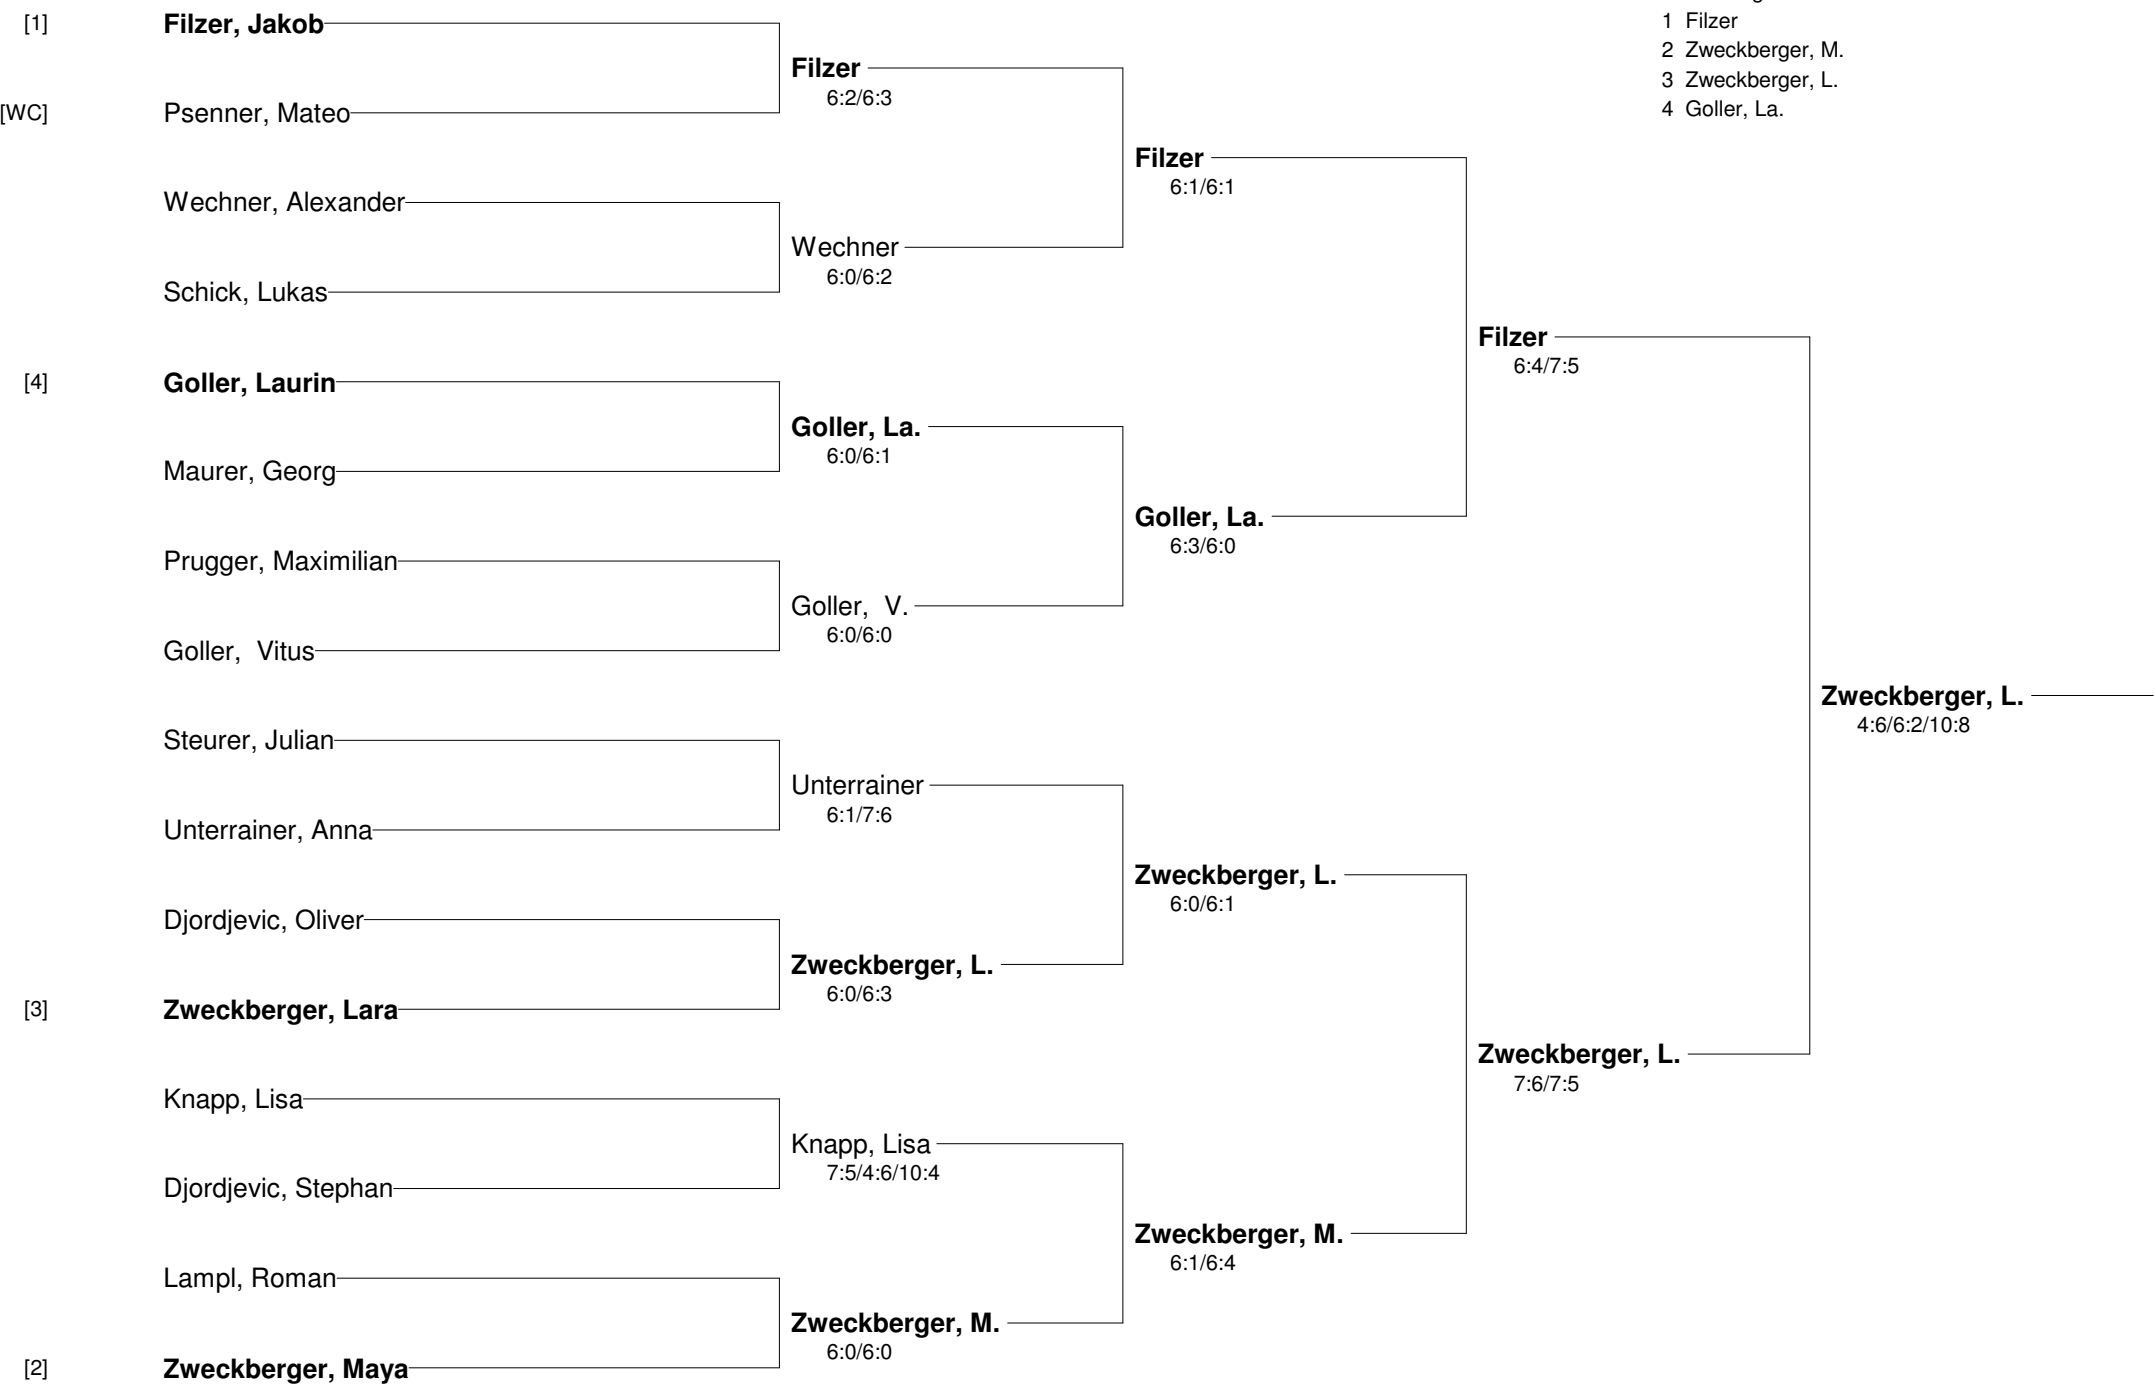 [1] Filzer, Jakob
[WC] Psenner, Mateo
Wechner, Alexander
Schick, Lukas
[4] Goller, Laurin
Maurer, Georg
Prugger, Maximilian
Goller,  Vitus
Steurer, Julian
Unterrainer, Anna
Djordjevic, Oliver
[3] Zweckberger, Lara
Knapp, Lisa
Djordjevic, Stephan
Lampl, Roman
[2] Zweckberger, Maya
Filzer
6:2/6:3
Wechner
6:0/6:2
Goller, La.
6:0/6:1
Goller,  V.
6:0/6:0
Unterrainer
6:1/7:6
Zweckberger, L.
6:0/6:3
Knapp, Lisa
7:5/4:6/10:4
Zweckberger, M.
6:0/6:0
Filzer
6:1/6:1
Goller, La.
6:3/6:0
Zweckberger, L.
6:0/6:1
Zweckberger, M.
6:1/6:4
Filzer
6:4/7:5
Zweckberger, L.
7:6/7:5
Zweckberger, L.
4:6/6:2/10:8
1 Filzer
2 Zweckberger, M.
3 Zweckberger, L.
4 Goller, La.